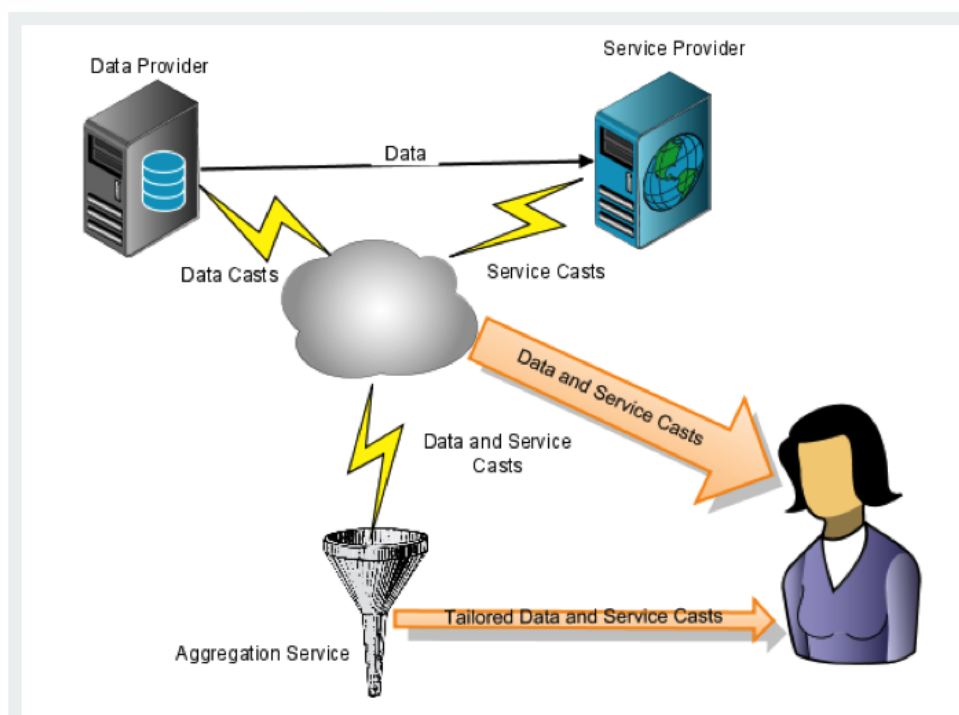 Service Provider
Data Provider
Data
Data Casts
Service Casts
Data and Service Casts
Data and Service
Casts
Tailored Data and Service Casts
Aggregation Service